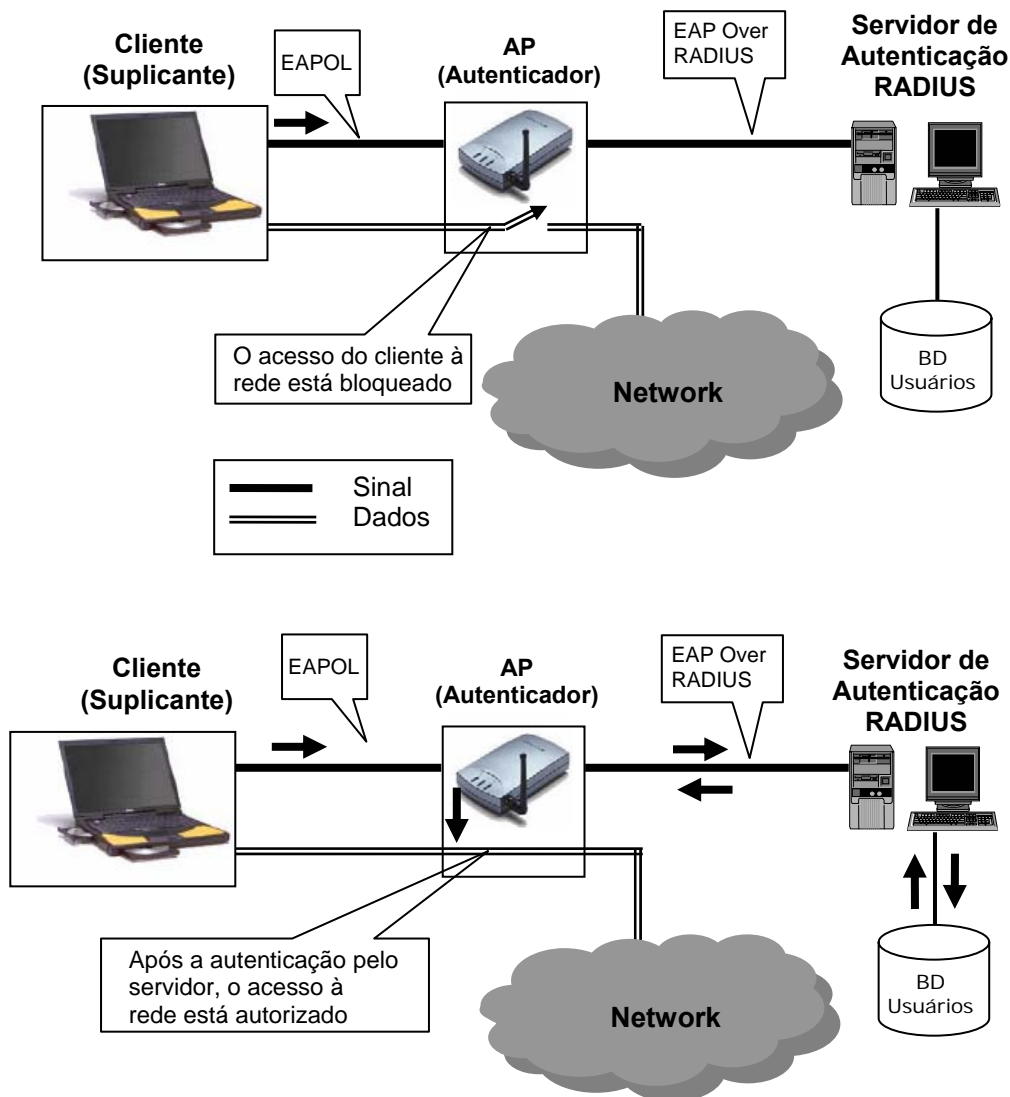 Cliente
(Suplicante)
EAPOL
AP
(Autenticador)
EAP Over
RADIUS
Servidor de
Autenticação
RADIUS
O acesso do cliente à
rede está bloqueado
Network
BD
Usuários
Sinal
Dados
Cliente
(Suplicante)
EAPOL
AP
(Autenticador)
EAP Over
RADIUS
Servidor de
Autenticação
RADIUS
Após a autenticação pelo
servidor, o acesso à
rede está autorizado
Network
BD
Usuários